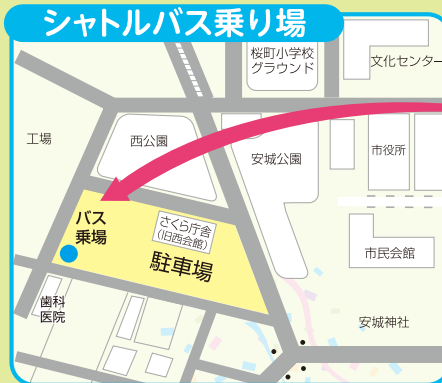 シャトルバス乗り場
桜町小学校
グラウンド
文化センター
工場
西公園
安城公園
市役所
バス
乗場
さくら庁舎
(旧西会館)
駐車場
市民会館
歯科
医院
安城神社